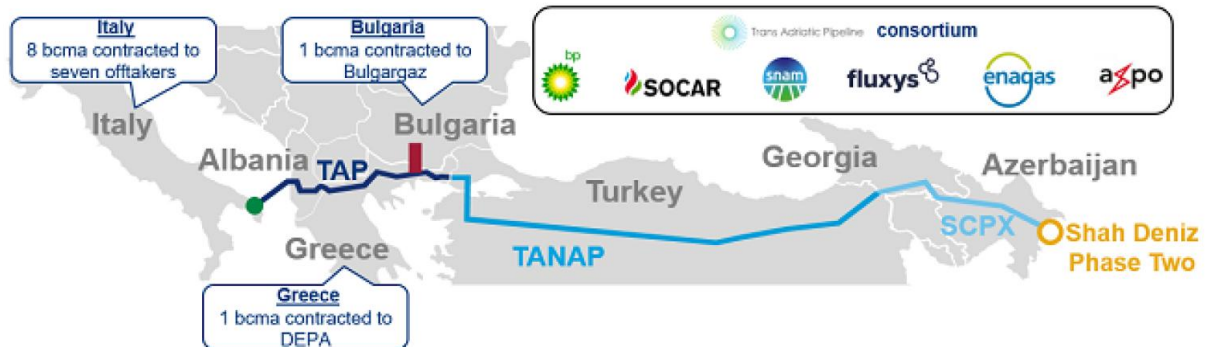 Italy
8 bcma contracted to
seven offtakers
Bulgaria
1 bcma contracted to
Bulgargaz
Trans Adriatic Pipeline consortium
bp
SOCAR
snam
fluxys
enagas
axpo
Italy
Albania
TAP
Bulgaria
Greece
Turkey
TANAP
Georgia
Azerbaijan
SCPX
Shah Deniz
Phase Two
Greece
1 bcma contracted to
DEPA